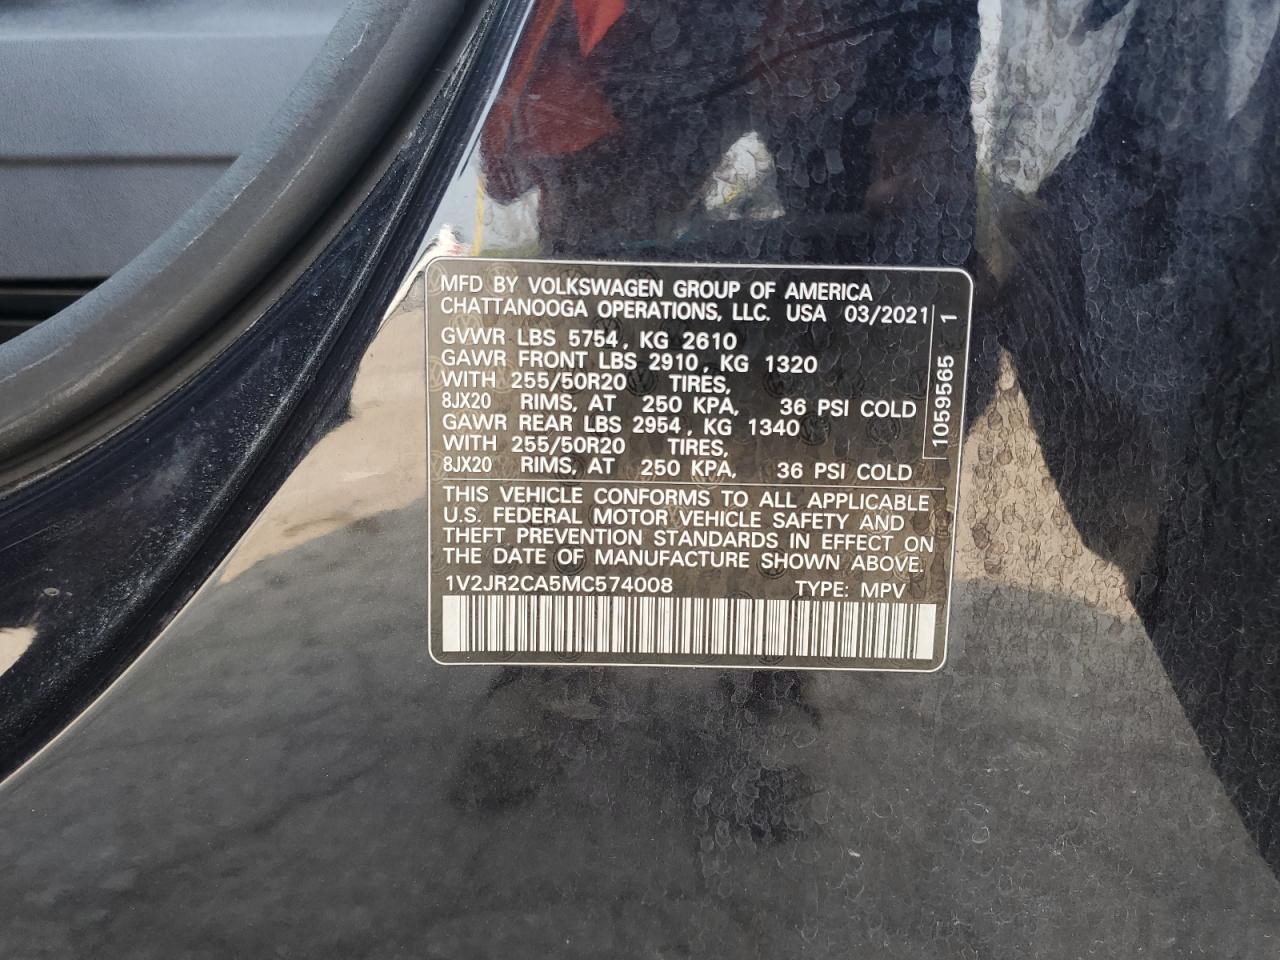 MFD BY VOLKSWAGEN GROUP OF AMERICA
CHATTANOOGA OPERATIONS, LLC. USA 03/2021
GVWR LBS 5754, KG 2610
GAWR FRONT LBS 2910, KG 1320
WITH 255/50R20 TIRES,
8JX20 RIMS, AT 250 KPA, 36 PSI COLD
GAWR REAR LBS 2954, KG 1340
WITH 255/50R20 TIRES,
8JX20 RIMS, AT 250 KPA, 36 PSI COLD
1059565 1
THIS VEHICLE CONFORMS TO ALL APPLICABLE
U.S. FEDERAL MOTOR VEHICLE SAFETY AND
THEFT PREVENTION STANDARDS IN EFFECT ON
THE DATE OF MANUFACTURE SHOWN ABOVE.
1V2JR2CA5MC574008 TYPE: MPV